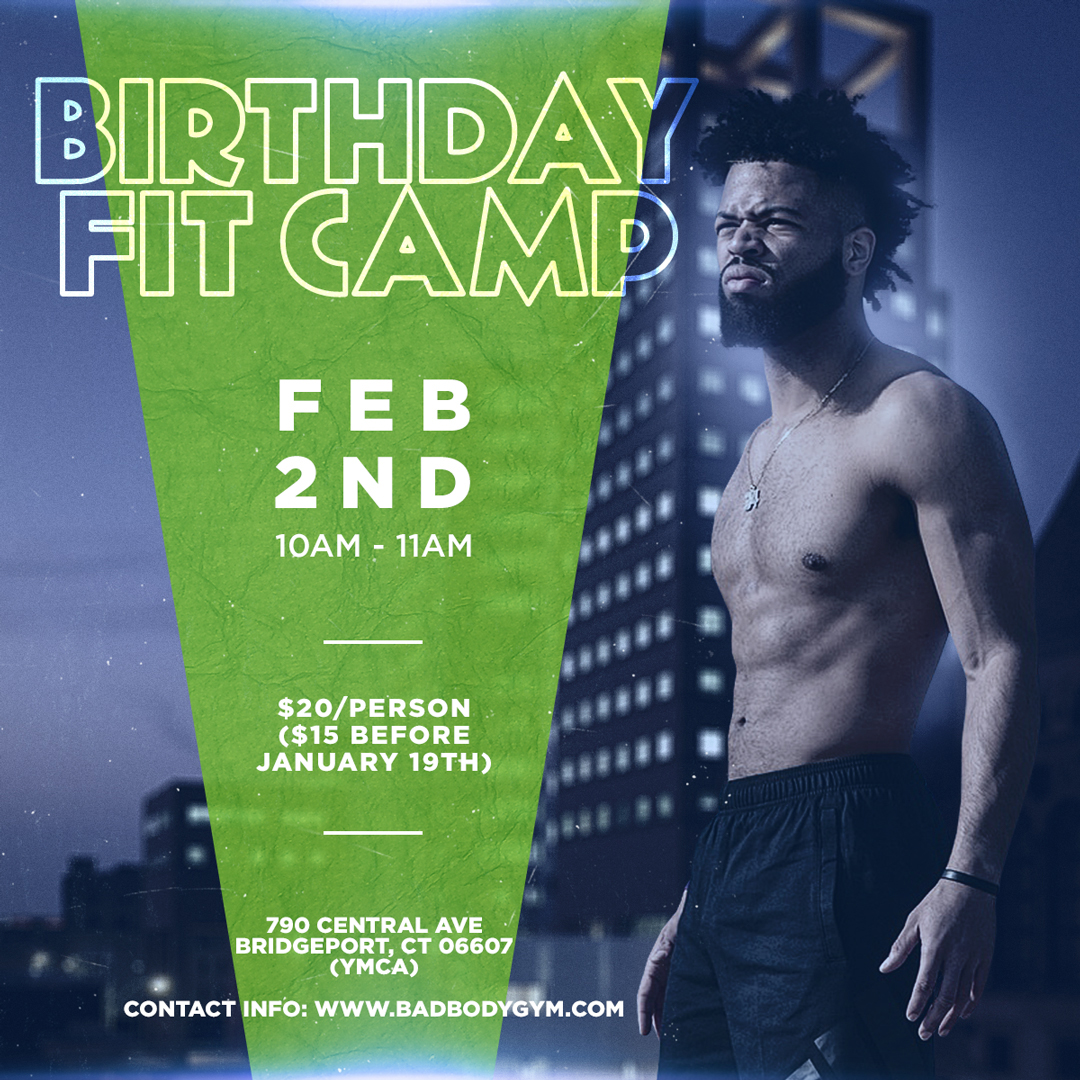 BIRTHDAY
FIT CAMP
FEB
2ND
10AM - 11AM
$20/PERSON
($15 BEFORE
JANUARY 19TH)
790 CENTRAL AVE
BRIDGEPORT, CT 06607
(YMCA)
CONTACT INFO: WWW.BADBODYGYM.COM